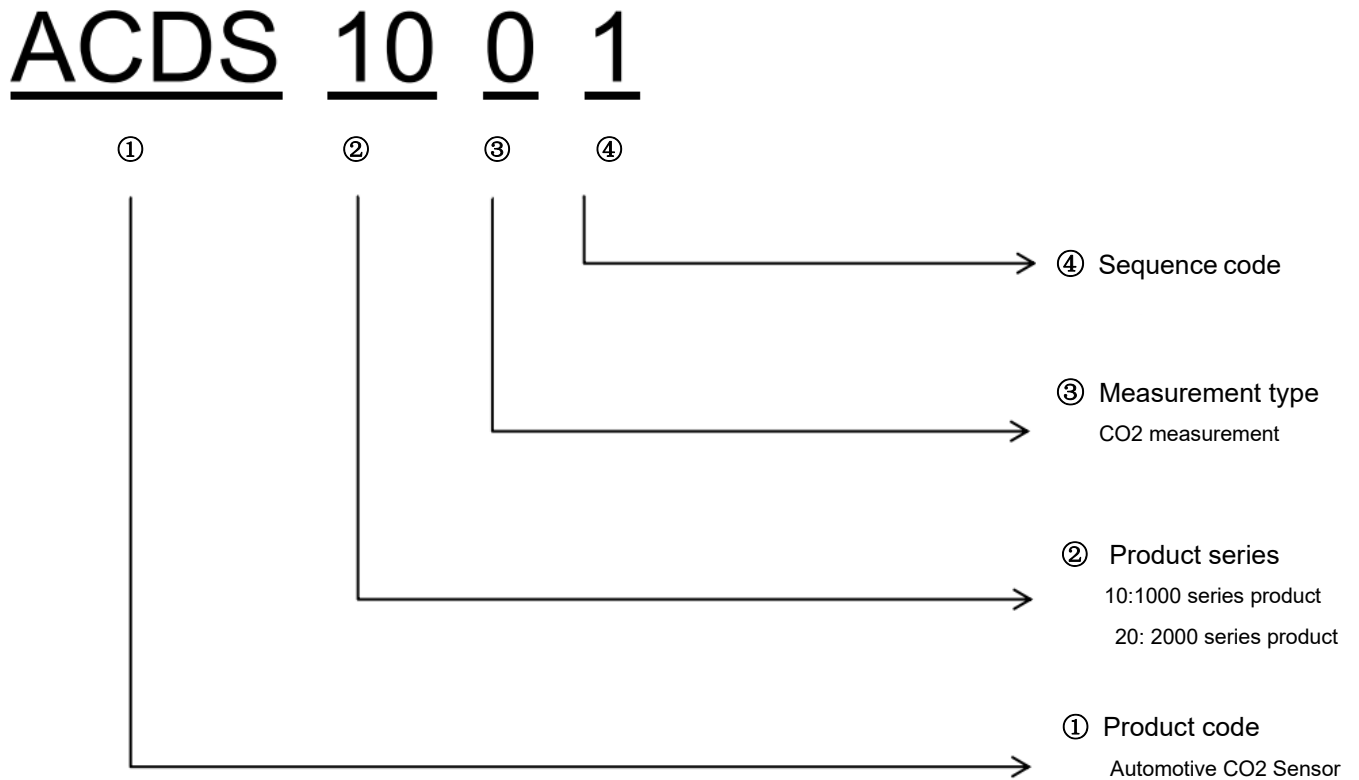 ACDS 10 0 1
① ② ③ ④
④ Sequence code
③ Measurement type
CO2 measurement
② Product series
10:1000 series product
20: 2000 series product
① Product code
Automotive CO2 Sensor